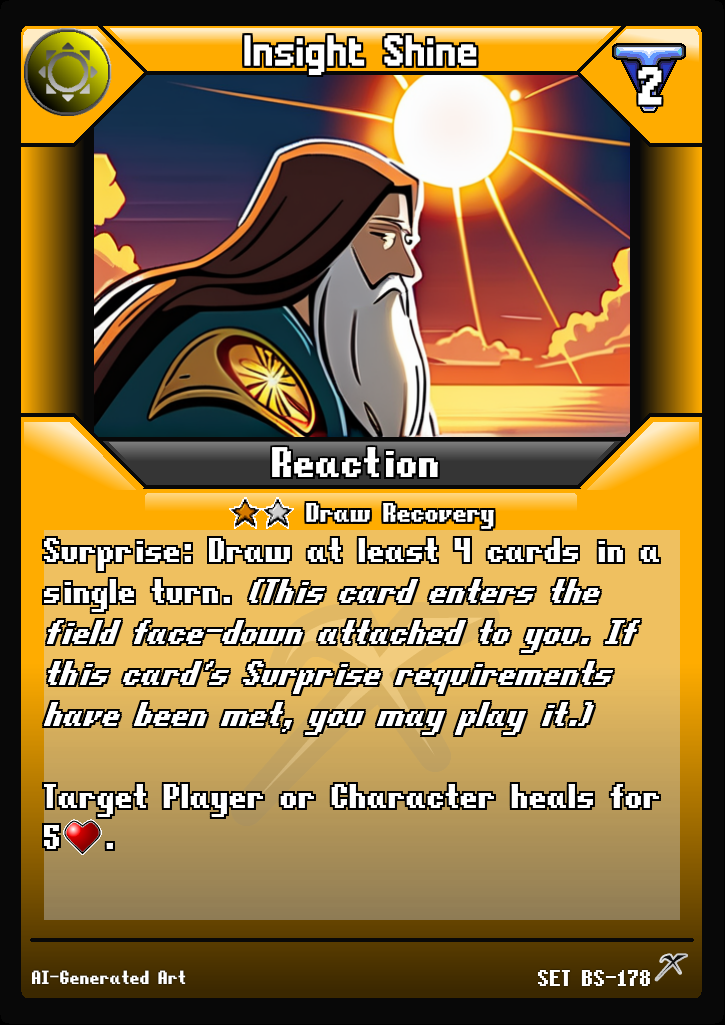 Insight Shine
2
Reaction
Draw Recovery
Surprise: Draw at least 4 cards in a
single turn. (This card enters the
field face-down attached to you. If
this card's Surprise requirements
have been met, you may play it.)
Target Player or Character heals for
5.
AI-Generated Art
SET BS-178